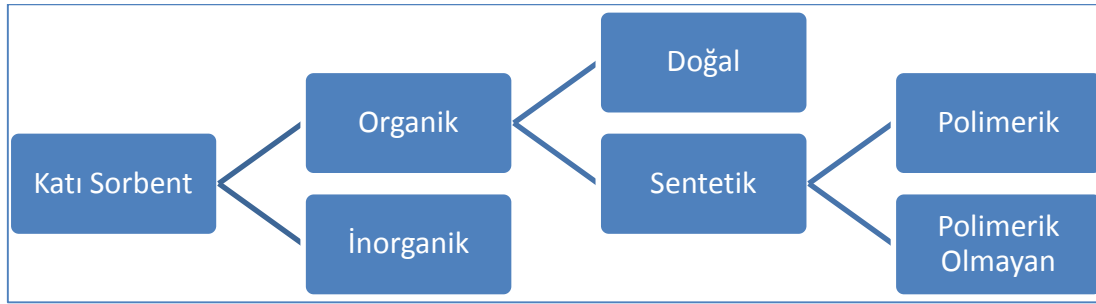 Katı Sorbent
Organik
İnorganik
Doğal
Sentetik
Polimerik
Polimerik
Olmayan